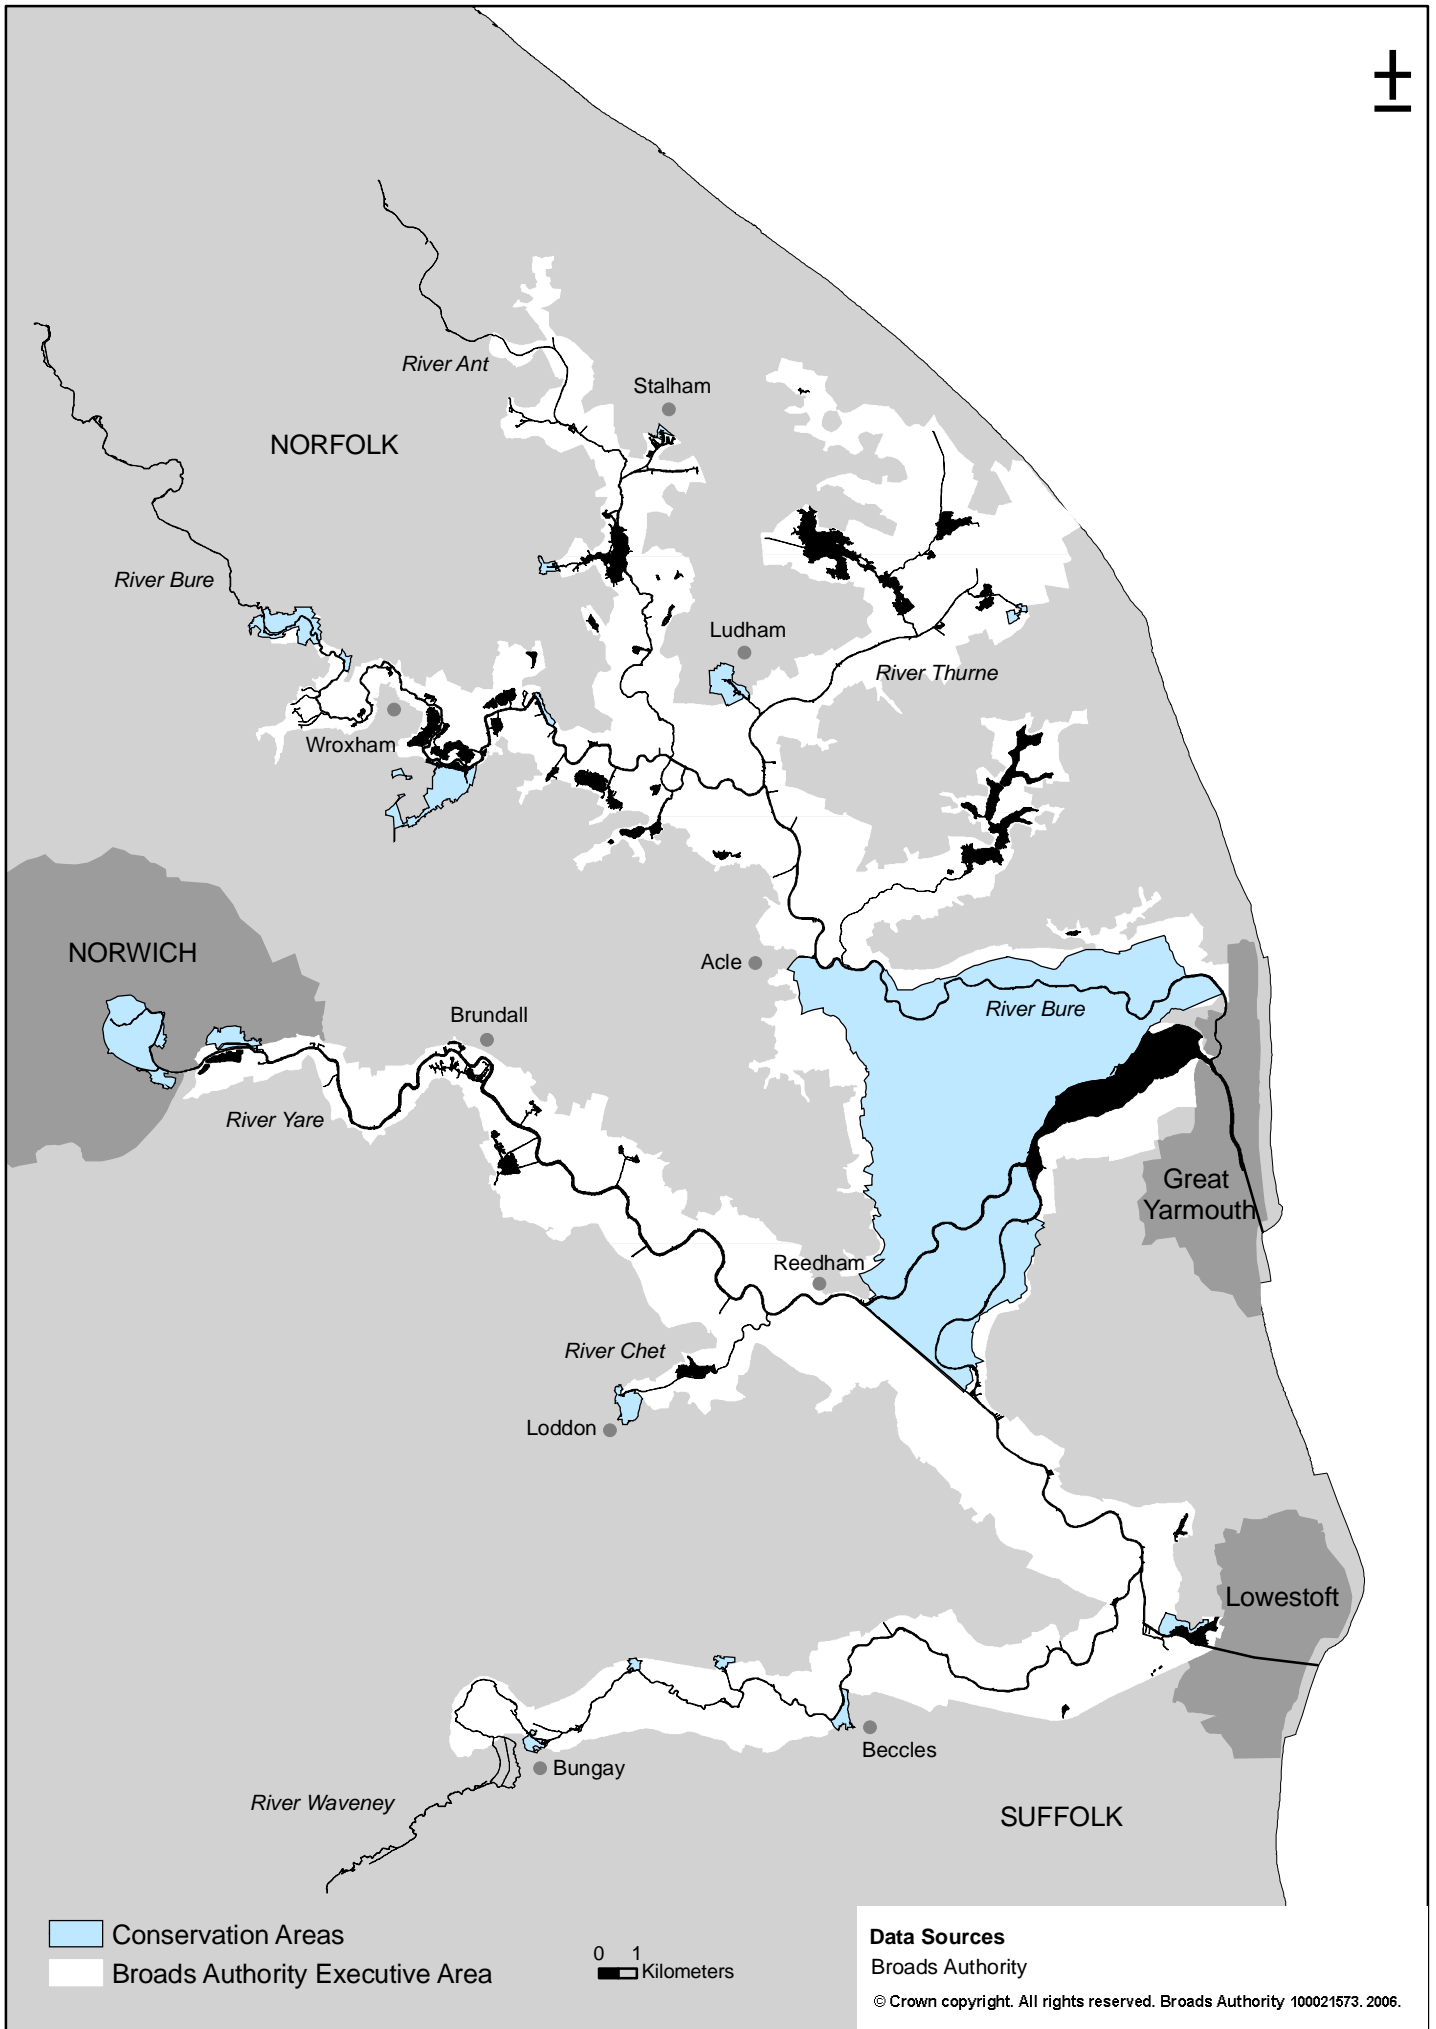 River Ant
Stalham
NORFOLK
River Bure
Ludham
River Thurne
Wroxham
NORWICH
Acle
River Bure
Brundall
River Yare
Great
Yarmouth
Reedham
River Chet
Loddon
Lowestoft
Beccles
Bungay
River Waveney
SUFFOLK
Conservation Areas
Broads Authority Executive Area
0 1
Kilometers
Data Sources
Broads Authority
© Crown copyright. All rights reserved. Broads Authority 100021573. 2006.